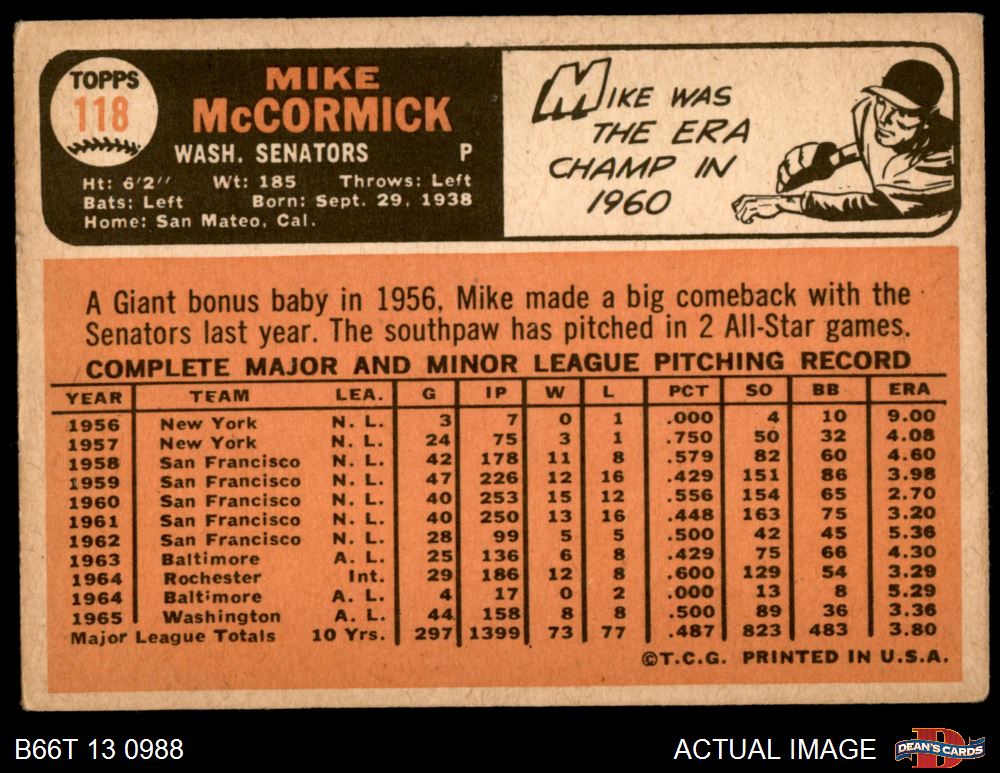 TOPPS
118
MIKE
McCORMICK
WASH. SENATORS P
Ht: 6'2" Wt: 185 Throws: Left
Bats: Left Born: Sept. 29, 1938
Home: San Mateo, Cal.
MIKE WAS
THE ERA
CHAMP IN
1960
A Giant bonus baby in 1956, Mike made a big comeback with the
Senators last year. The southpaw has pitched in 2 All-Star games.
COMPLETE MAJOR AND MINOR LEAGUE PITCHING RECORD
YEAR TEAM LEA. G IP W L PCT SO BB ERA
1956 New York N. L. 3 7 0 1 .000 4 10 9.00
1957 New York N. L. 24 75 3 1 .750 50 32 4.08
1958 San Francisco N. L. 42 178 11 8 .579 82 60 4.60
1959 San Francisco N. L. 47 226 12 16 .429 151 86 3.98
1960 San Francisco N. L. 40 253 15 12 .556 154 65 2.70
1961 San Francisco N. L. 40 250 13 16 .448 163 75 3.20
1962 San Francisco N. L. 28 99 5 5 .500 42 45 5.36
1963 Baltimore A. L. 25 136 6 8 .429 75 66 4.30
1964 Rochester Int. 29 186 12 8 .600 129 54 3.29
1964 Baltimore A. L. 4 17 0 2 .000 13 8 5.29
1965 Washington A. L. 44 158 8 8 .500 89 36 3.36
Major League Totals 10 Yrs. 297 1399 73 77 .487 823 483 3.80
©T.C.G. PRINTED IN U.S.A.
B66T 13 0988
ACTUAL IMAGE
D
DEAN'S CARDS